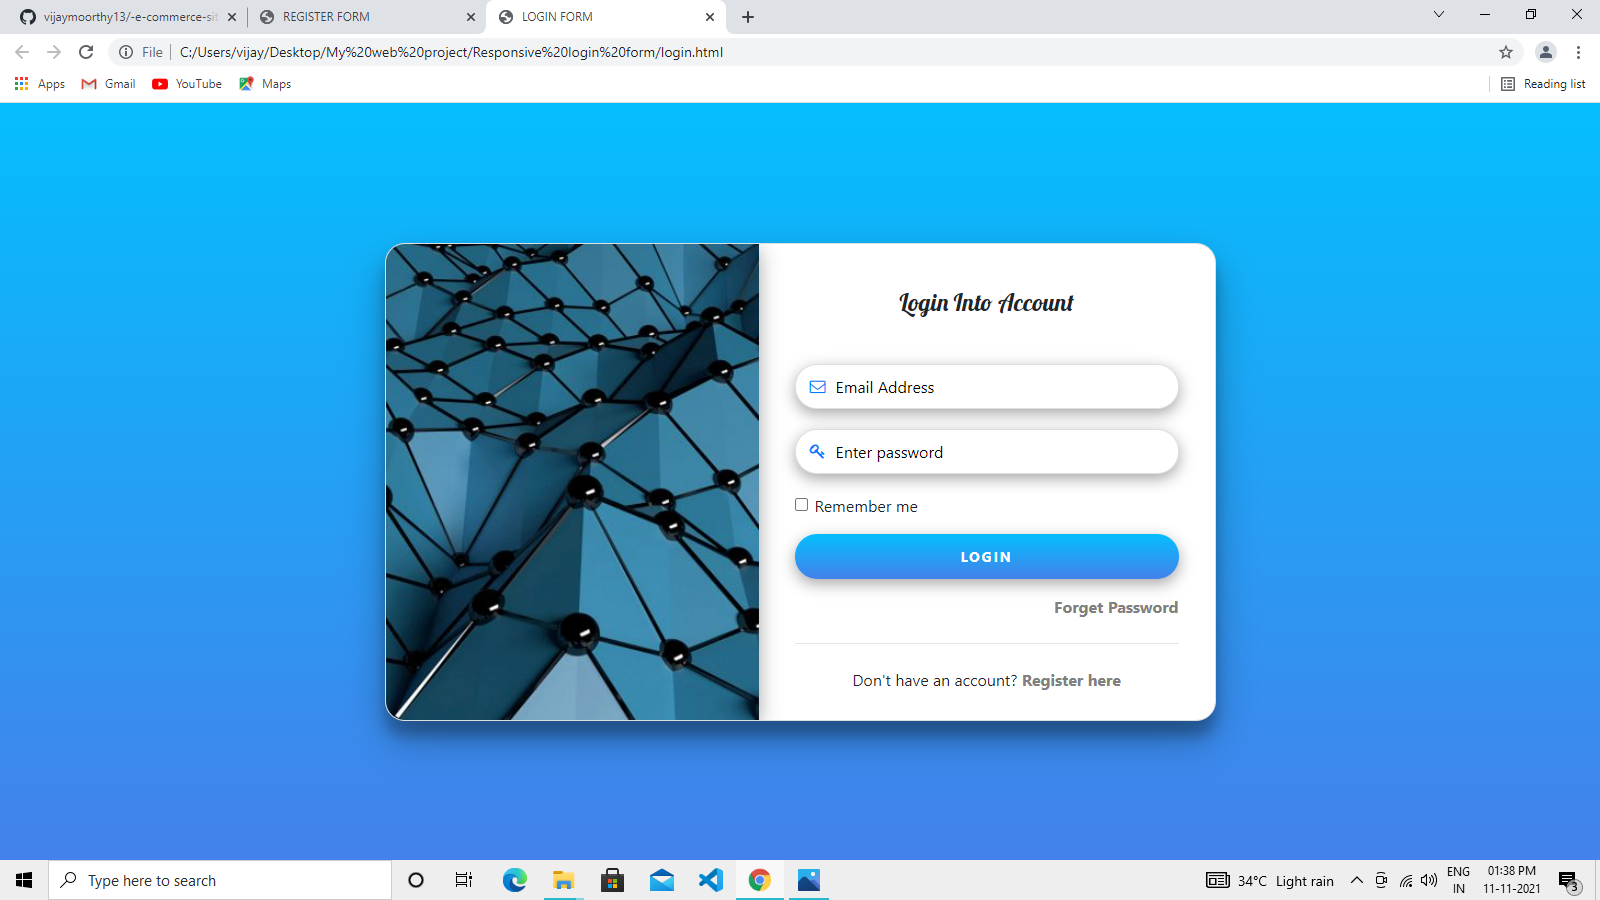 vijaymoorthy13/-e-commerce-sit
REGISTER FORM
LOGIN FORM
File
C:/Users/vijay/Desktop/My%20web%20project/Responsive%20login%20form/login.html
Apps
Gmail
YouTube
Maps
Reading list
Login Into Account
Email Address
Enter password
Remember me
LOGIN
Forget Password
Don't have an account? Register here
Type here to search
34°C Light rain
ENG
IN
01:38 PM
11-11-2021
3